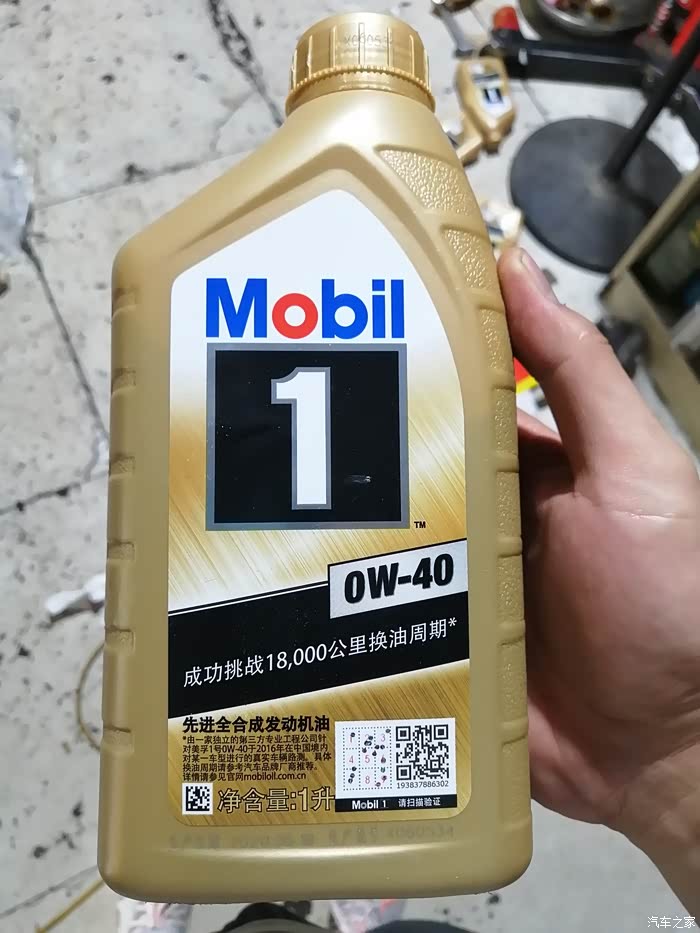 Mobil
1
TM
0W-40
成功挑战18,000公里换油周期*
先进全合成发动机油
*由一家独立的第三方专业工程公司针
对美孚1号0W-40于2016年在中国境内
对某一车型进行的真实车辆路测。具体
换油周期请参考汽车品牌厂商推荐。
详情请参见官网mobiloil.com.cn
净含量:1升
193837886302
Mobil 1 请扫描验证
X060534
汽车之家